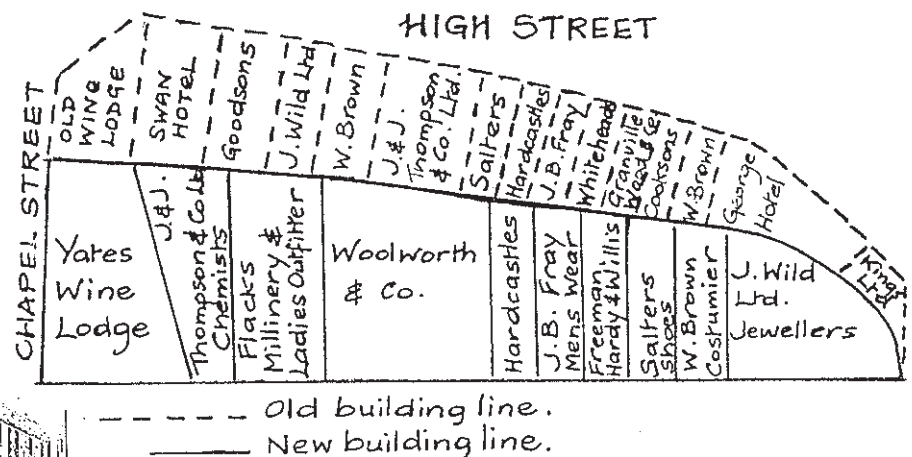 HIGH STREET
CHAPEL STREET
OLD
WINE
LODGE
SWAN
HOTEL
Goodsons
J. Wild Ltd
W. Brown
J. & J.
Thompson
& Co. Ltd.
Salters
Hardcastles
J.B. Fray
Whiteheads
Granville
Wood & Co
Cooksons
W. Brown
George
Hotel
Kings
Ltd
Yates
Wine
Lodge
J. & J.
Thompson & Co Ltd
Chemists
Flacks
Millinery &
Ladies Outfitter
Woolworth
& Co.
Hardcastles
J.B. Fray
Mens Wear
Freeman
Hardy & Willis
Salters
Shoes
W. Brown
Costumier
J. Wild
Ltd.
Jewellers
Old building line.
New building line.